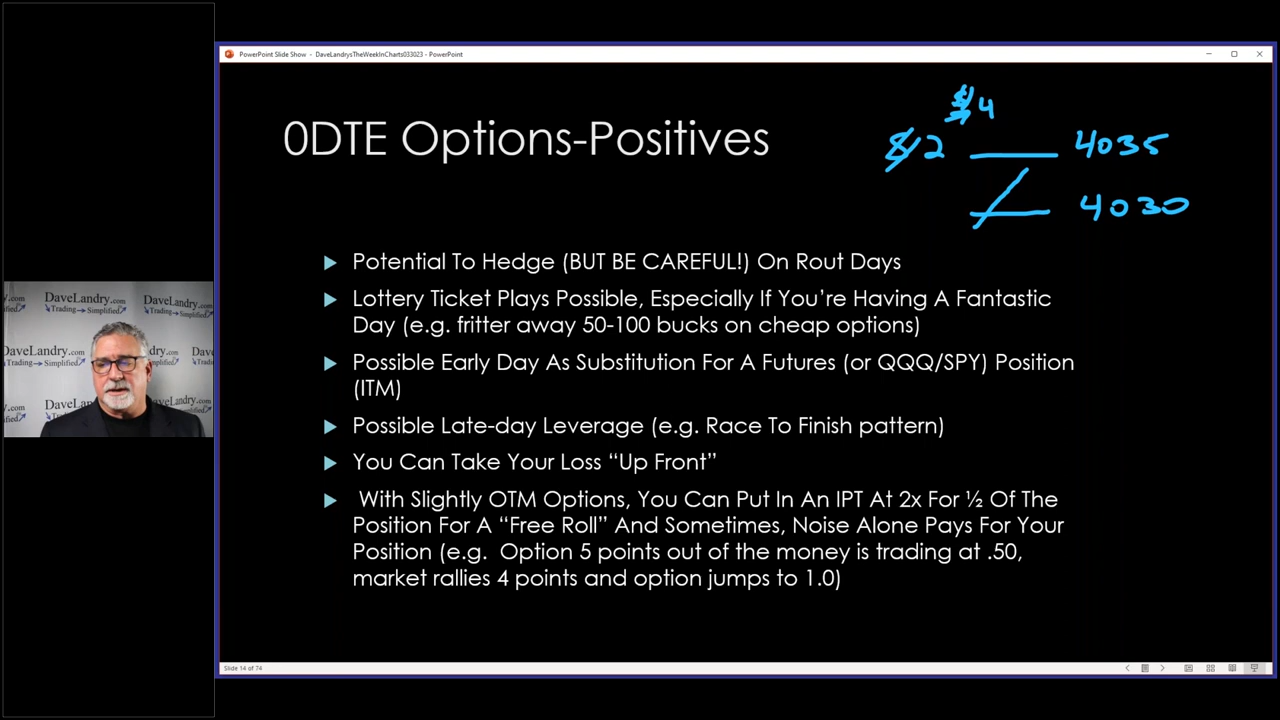 PowerPoint Slide Show - DaveLandrysTheWeekInCharts033023 - PowerPoint
0DTE Options-Positives
$4
$2
4035
4030
Potential To Hedge (BUT BE CAREFUL!) On Rout Days
Lottery Ticket Plays Possible, Especially If You’re Having A Fantastic
Day (e.g. fritter away 50-100 bucks on cheap options)
Possible Early Day As Substitution For A Futures (or QQQ/SPY) Position
(ITM)
Possible Late-day Leverage (e.g. Race To Finish pattern)
You Can Take Your Loss “Up Front”
With Slightly OTM Options, You Can Put In An IPT At 2x For ½ Of The
Position For A “Free Roll” And Sometimes, Noise Alone Pays For Your
Position (e.g. Option 5 points out of the money is trading at .50,
market rallies 4 points and option jumps to 1.0)
DaveLandry.com
Trading Simplified
DaveLandry.com
DaveLandry.com
Trading Simplified
Slide 14 of 74